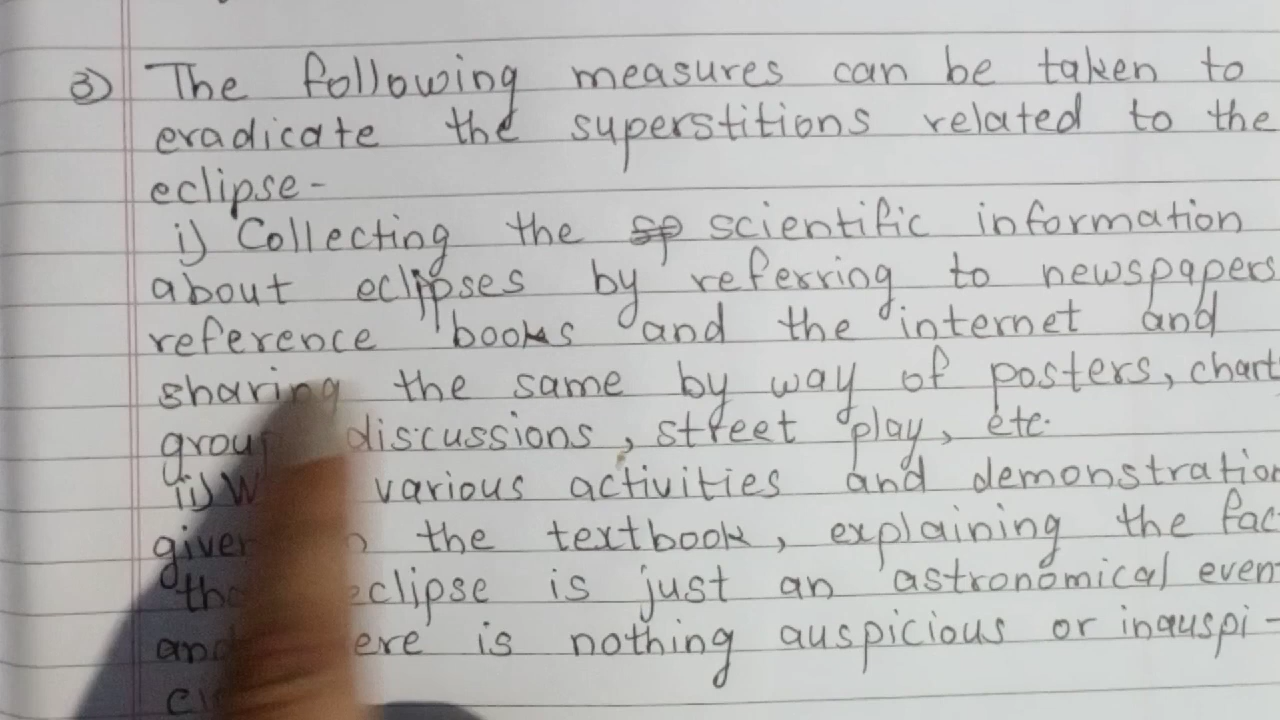 3) The following measures can be taken to
eradicate the superstitions related to the
eclipse-
i) Collecting the scientific information
about eclipses by referring to newspapers
reference books and the internet and
sharing the same by way of posters, chart
discussions, street play, etc.
ii) various activities and demonstration
the textbook, explaining the fac
eclipse is just an astronomical even
is nothing auspicious or inauspi-